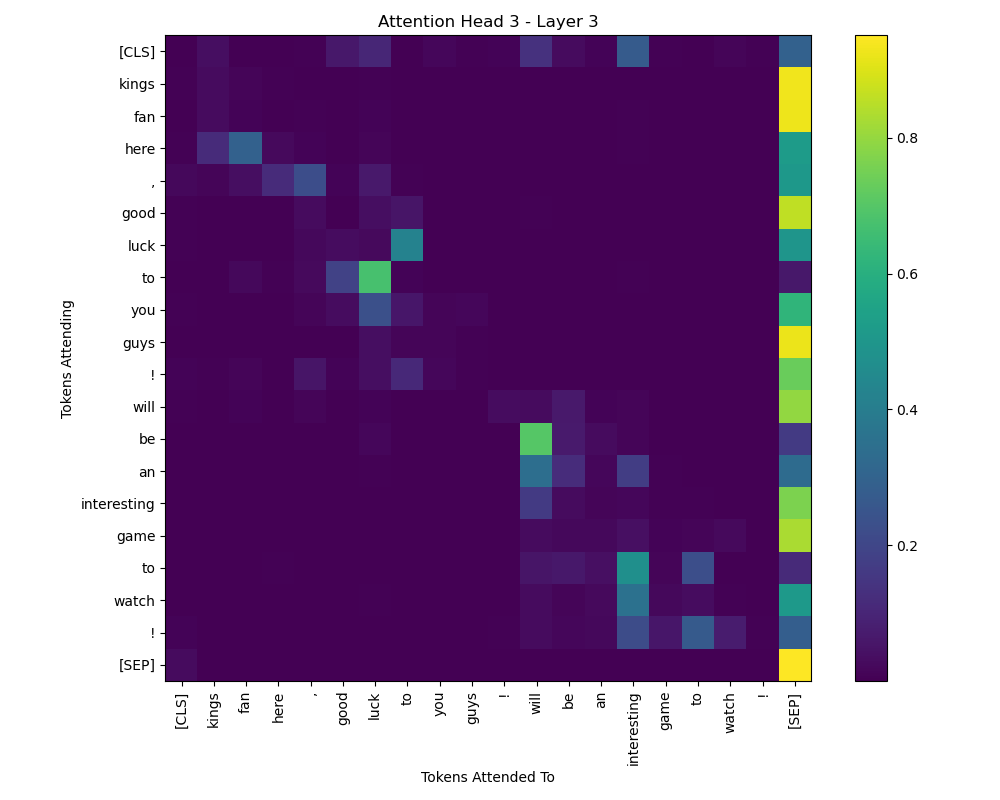 Attention Head 3 - Layer 3
Tokens Attending
[CLS]
kings
fan
here
,
good
luck
to
you
guys
!
will
be
an
interesting
game
to
watch
!
[SEP]
[CLS]
kings
fan
here
,
good
luck
to
you
guys
!
will
be
an
interesting
game
to
watch
!
[SEP]
Tokens Attended To
0.8
0.6
0.4
0.2